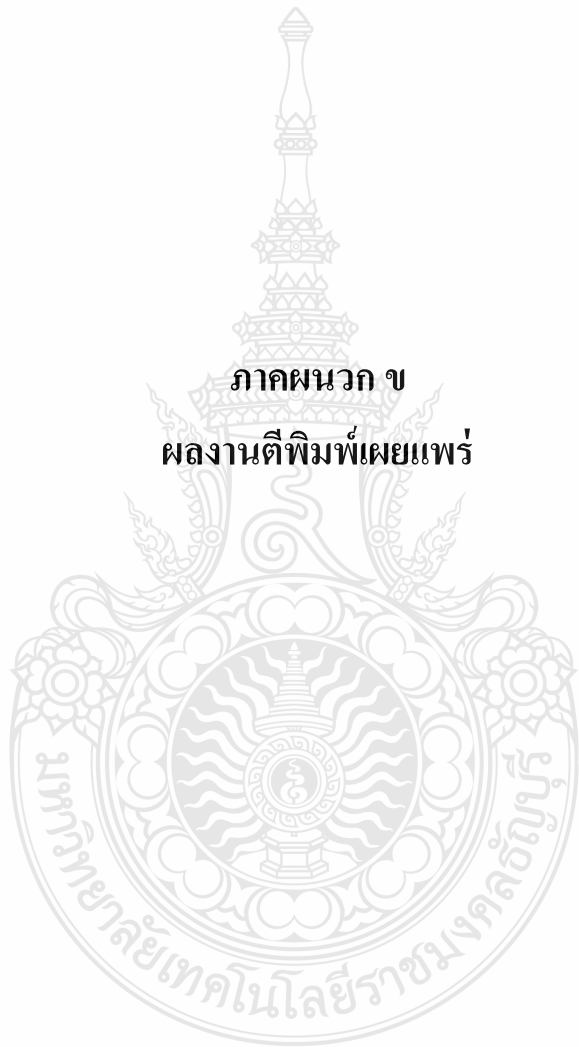 ภาคผนวก ข
ผลงานตีพิมพ์เผยแพร่
มหาวิทยาลัยเทคโนโลยีราชมงคลธัญบุรี